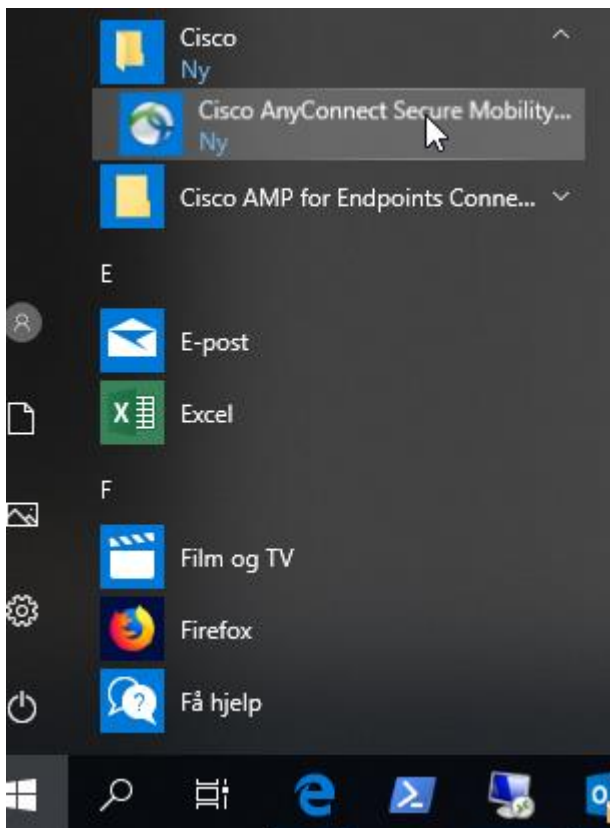 Cisco
Ny
Cisco AnyConnect Secure Mobility...
Ny
Cisco AMP for Endpoints Conne...
E
E-post
Excel
F
Film og TV
Firefox
Få hjelp